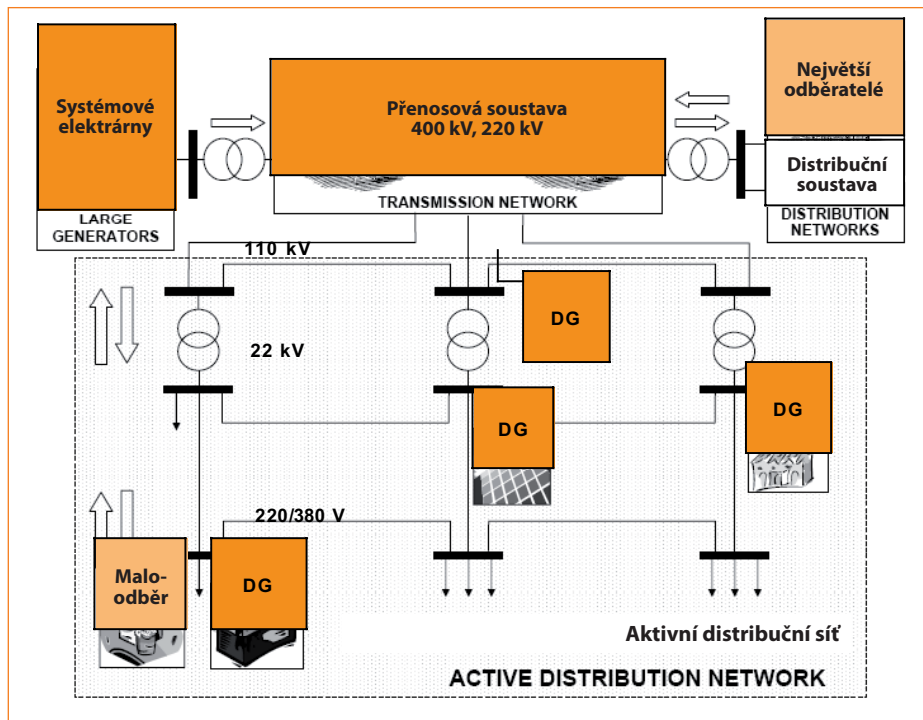 Systémové
elektrárny
LARGE
GENERATORS
Přenosová soustava
400 kV, 220 kV
TRANSMISSION NETWORK
Největší
odběratelé
Distribuční
soustava
DISTRIBUTION
NETWORKS
110 kV
DG
22 kV
DG
DG
220/380 V
Malo-
odběr
DG
Aktivní distribuční síť
ACTIVE DISTRIBUTION NETWORK